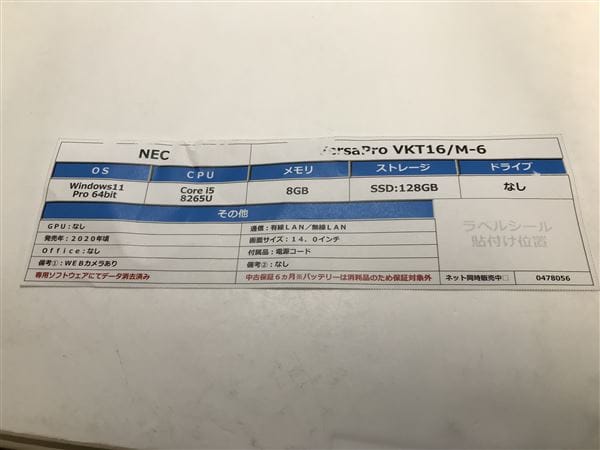 NEC
VersaPro VKT16/M-6
OS CPU メモリ ストレージ ドライブ
Windows11 Pro 64bit
Core i5 8265U
8GB
SSD:128GB
なし
その他
GPU:なし
通信:有線LAN/無線LAN
発売年:2020年頃
画面サイズ:14.0インチ
Office:なし
付属品:電源コード
備考①:WEBカメラあり
備考②:なし
ラベルシール
貼付け位置
専用ソフトウェアにてデータ消去済み
中古保証6ヵ月※バッテリーは消耗品のため保証対象外
ネット同時販売中□
0478056